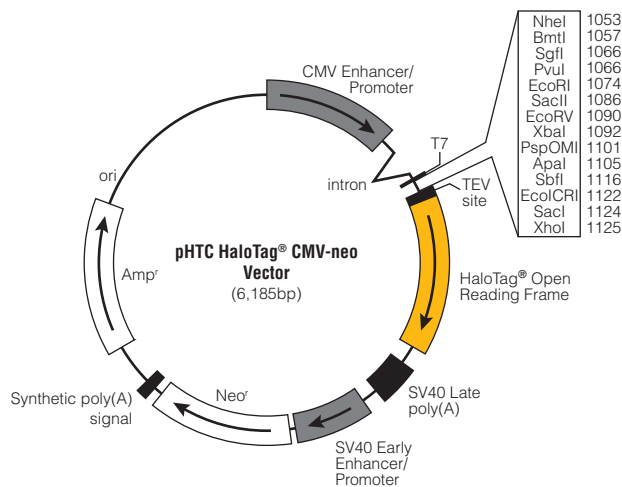 NheI 1053
BmtI 1057
SgfI 1066
PvuI 1066
EcoRI 1074
SacII 1086
EcoRV 1090
XbaI 1092
PspOMI 1101
ApaI 1105
SbfI 1116
EcoICRI 1122
SacI 1124
XhoI 1125
CMV Enhancer/
Promoter
T7
intron
TEV
site
ori
pHTC HaloTag® CMV-neo
Vector
(6,185bp)
Ampʳ
HaloTag® Open
Reading Frame
SV40 Late
poly(A)
Neoʳ
Synthetic poly(A)
signal
SV40 Early
Enhancer/
Promoter